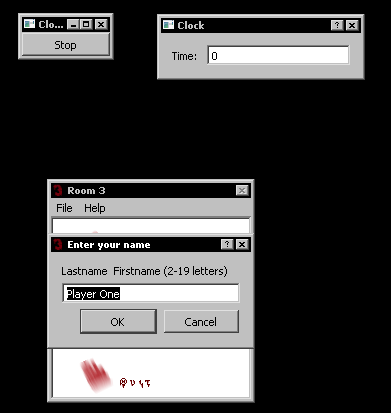 Clo...
Stop
Clock
Time: 0
Room 3
File Help
Enter your name
Lastname Firstname (2-19 letters)
Player One
OK Cancel